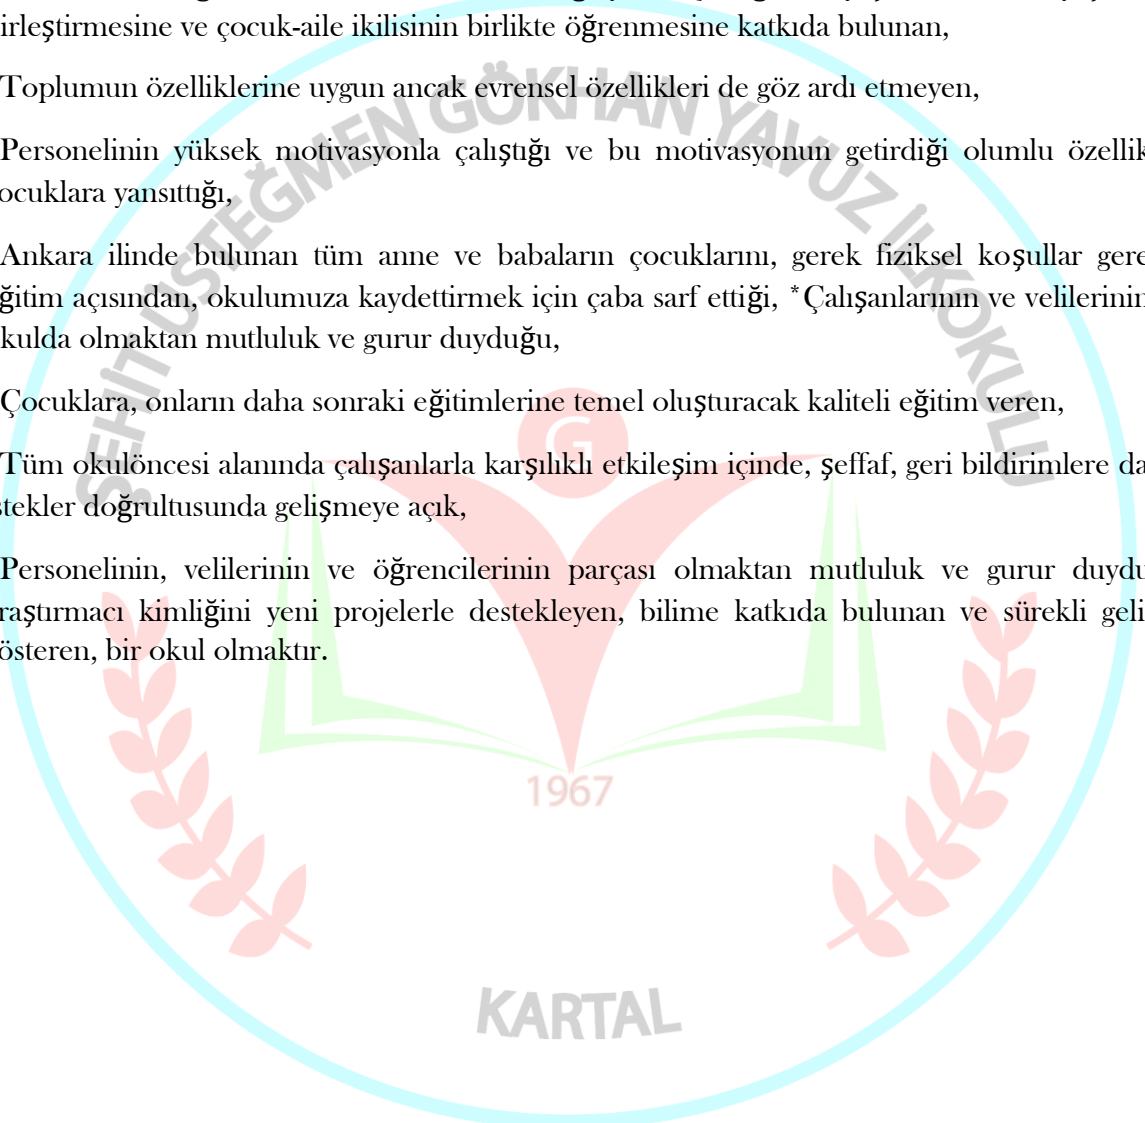 irleştirmesine ve çocuk-aile ikilisinin birlikte öğrenmesine katkıda bulunan,
Toplumun özelliklerine uygun ancak evrensel özellikleri de göz ardı etmeyen,
Personelinin yüksek motivasyonla çalıştığı ve bu motivasyonun getirdiği olumlu özellik
ocuklara yansıttığı,
Ankara ilinde bulunan tüm anne ve babaların çocuklarını, gerek fiziksel koşullar gere
ğitim açısından, okulumuza kaydettirmek için çaba sarf ettiği, *Çalışanlarının ve velilerinin
kulda olmaktan mutluluk ve gurur duyduğu,
Çocuklara, onların daha sonraki eğitimlerine temel oluşturacak kaliteli eğitim veren,
Tüm okulöncesi alanında çalışanlarla karşılıklı etkileşim içinde, şeffaf, geri bildirimlere da
stekler doğrultusunda gelişmeye açık,
Personelinin, velilerinin ve öğrencilerinin parçası olmaktan mutluluk ve gurur duydu
raştırmacı kimliğini yeni projelerle destekleyen, bilime katkıda bulunan ve sürekli geli
österen, bir okul olmaktır.
ŞEHİT ÜSTEĞMEN GÖKHAN YAVUZ İLKOKULU
G
1967
KARTAL